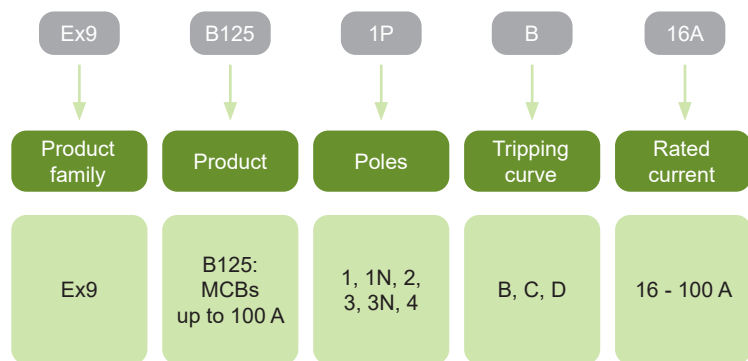 Ex9 B125 1P B 16A
Product family
Product
Poles
Tripping curve
Rated current
Ex9
B125:
MCBs
up to 100 A
1, 1N, 2,
3, 3N, 4
B, C, D
16 - 100 A